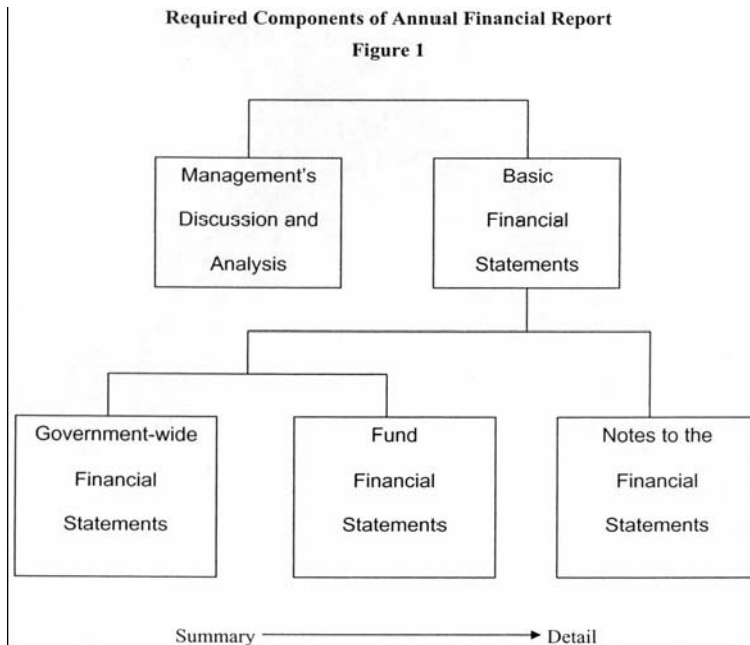 Required Components of Annual Financial Report
Figure 1
Management's
Discussion and
Analysis
Basic
Financial
Statements
Government-wide
Financial
Statements
Fund
Financial
Statements
Notes to the
Financial
Statements
Summary
Detail